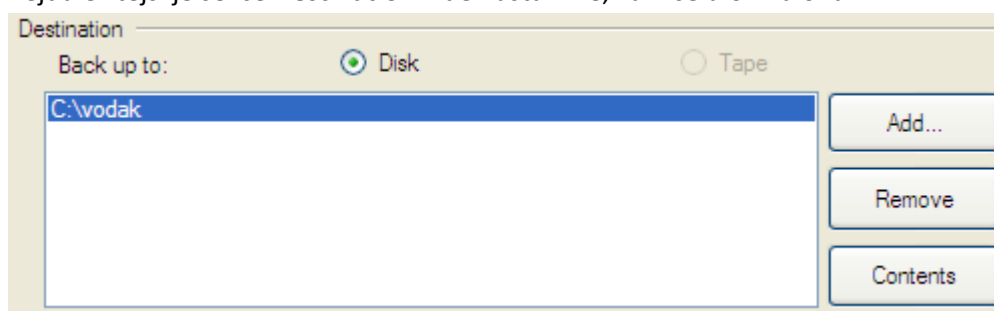 Destination
Back up to: Disk Tape
C:\vodak
Add...
Remove
Contents